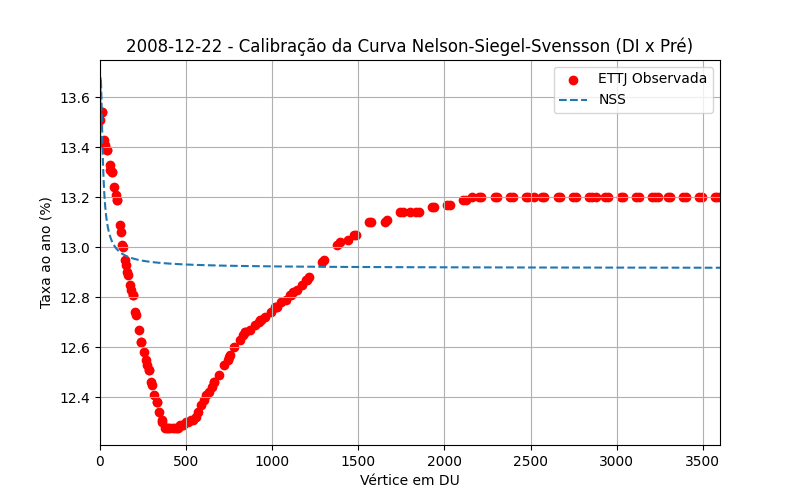 2008-12-22 - Calibração da Curva Nelson-Siegel-Svensson (DI x Pré)
ETTJ Observada
NSS
Taxa ao ano (%)
13.6
13.4
13.2
13.0
12.8
12.6
12.4
0 500 1000 1500 2000 2500 3000 3500
Vértice em DU